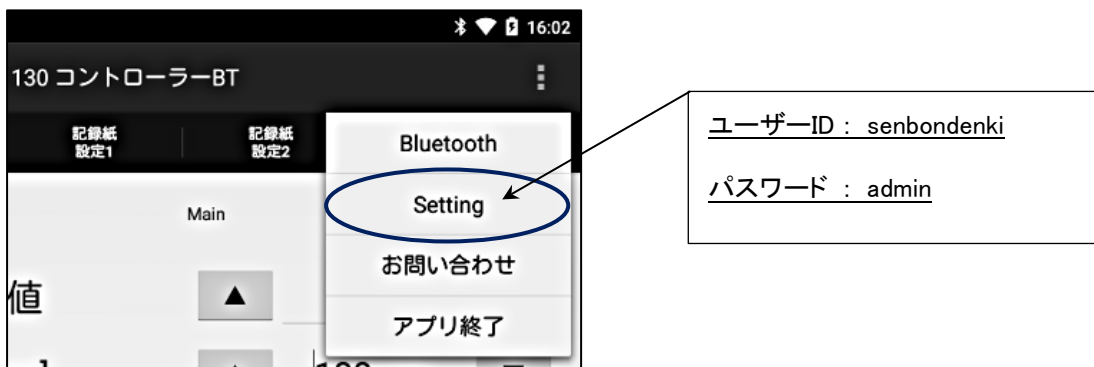 16:02
130 コントローラーBT
記録紙
設定1
記録紙
設定2
Bluetooth
Setting
お問い合わせ
アプリ終了
Main
値
▲
ユーザーID : senbondenki
パスワード : admin